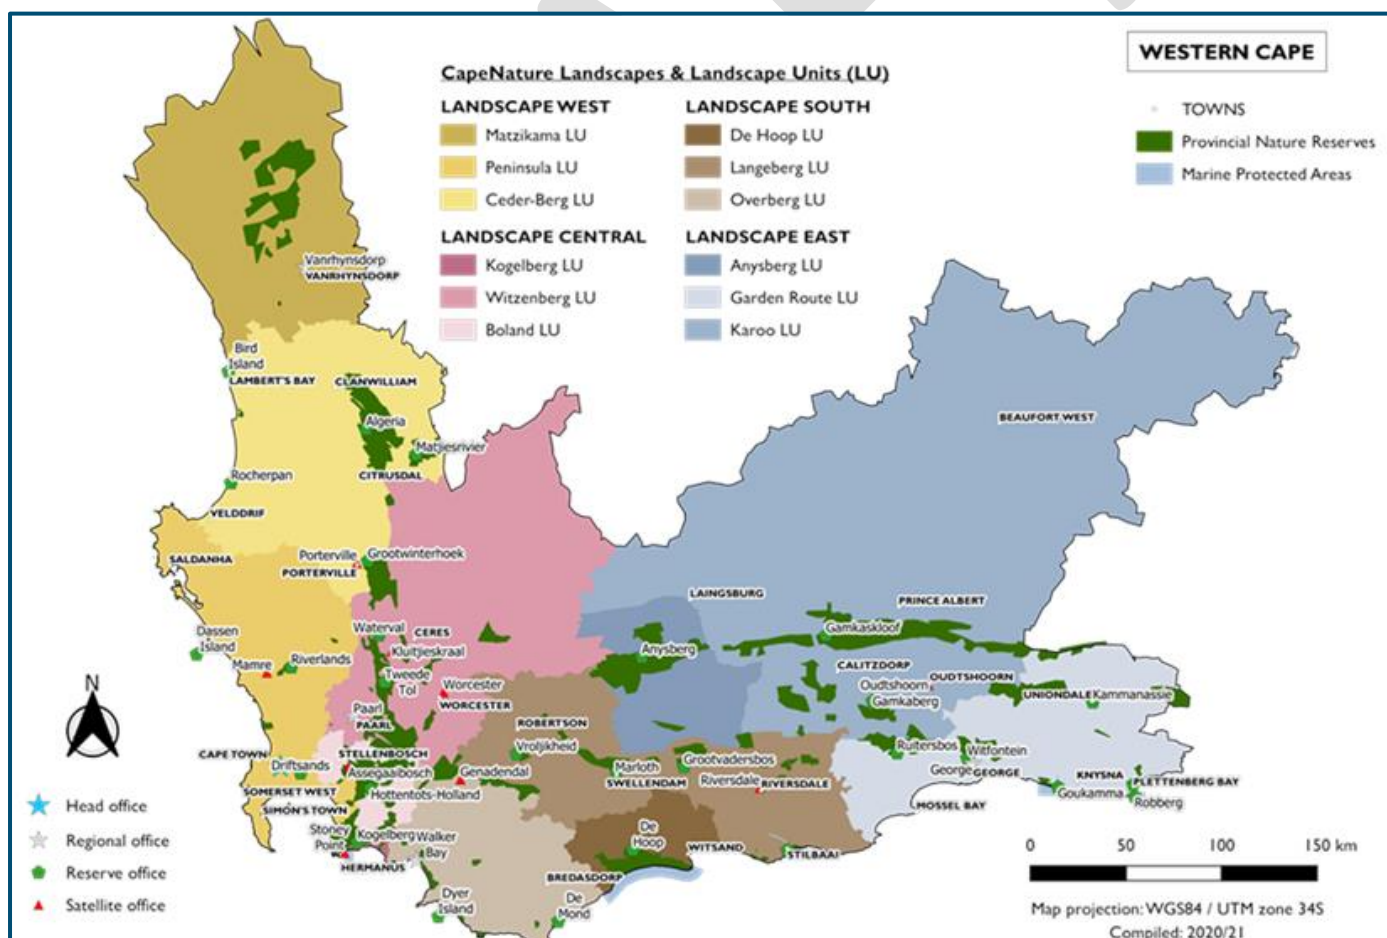 WESTERN CAPE
TOWNS
Provincial Nature Reserves
Marine Protected Areas
CapeNature Landscapes & Landscape Units (LU)
LANDSCAPE WEST
Matzikama LU
Peninsula LU
Ceder-Berg LU
LANDSCAPE SOUTH
De Hoop LU
Langeberg LU
Overberg LU
LANDSCAPE CENTRAL
Kogelberg LU
Witzenberg LU
Boland LU
LANDSCAPE EAST
Anysberg LU
Garden Route LU
Karoo LU
Vanrhynsdorp
VANRHYNSDORP
Bird
Island
LAMBERT'S BAY
CLANWILLIAM
Algeria
Matjiesrivier
CITRUSDAL
Rocherpan
VELDDRIF
SALDANHA
Porterville
PORTERVILLE
Grootwinterhoek
BEAUFORT WEST
LAINGSBURG
PRINCE ALBERT
Dassen
Island
Mamre
Riverlands
Waterval
CERES
Kluitjieskraal
Tweede
Tol
Worcester
WORCESTER
Paarl
PAARL
ROBERTSON
Vrolijkheid
Anysberg
Gamkaskloof
CALITZDORP
Oudtshoorn
OUDTSHOORN
Gamkaberg
UNIONDALE
Kammanassie
CAPE TOWN
Driftsands
STELLENBOSCH
Assegaaibosch
Genadendal
Marloth
SWELLENDAM
Grootvadersbos
Riversdale
RIVERSDALE
Ruitersbos
Witfontein
George
GEORGE
KNYSNA
PLETTENBERG BAY
Goukamma
Robberg
MOSSEL BAY
SOMERSET WEST
Hottentots-Holland
SIMON'S TOWN
Stoney
Point
Kogelberg
Walker
Bay
HERMANUS
De
Hoop
WITSAND
STILBAAI
BREDASDORP
Dyer
Island
De
Mond
N
Head office
Regional office
Reserve office
Satellite office
0 50 100 150 km
Map projection: WGS84 / UTM zone 34S
Compiled: 2020/21